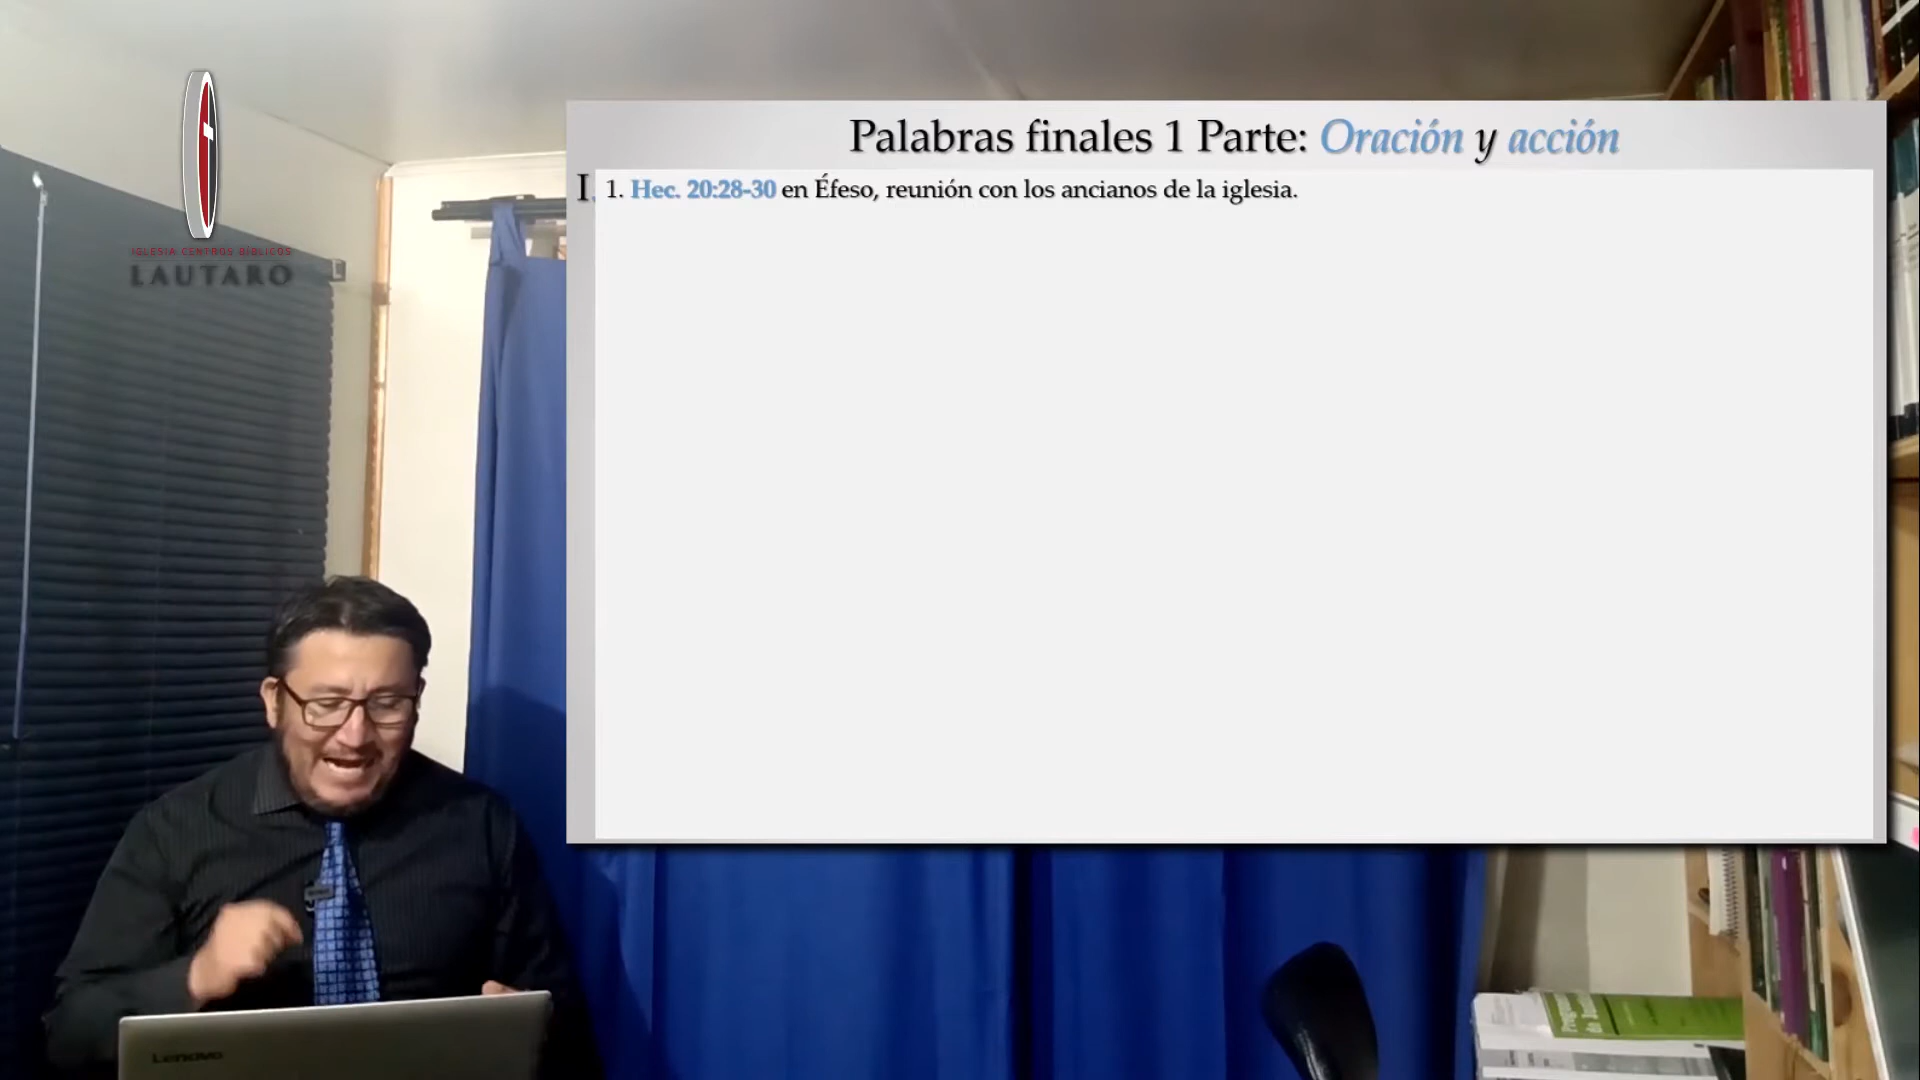 IGLESIA CENTROS BÍBLICOS
LAUTARO
Palabras finales 1 Parte: Oración y acción
I.
1. Hec. 20:28-30 en Éfeso, reunión con los ancianos de la iglesia.
Lenovo